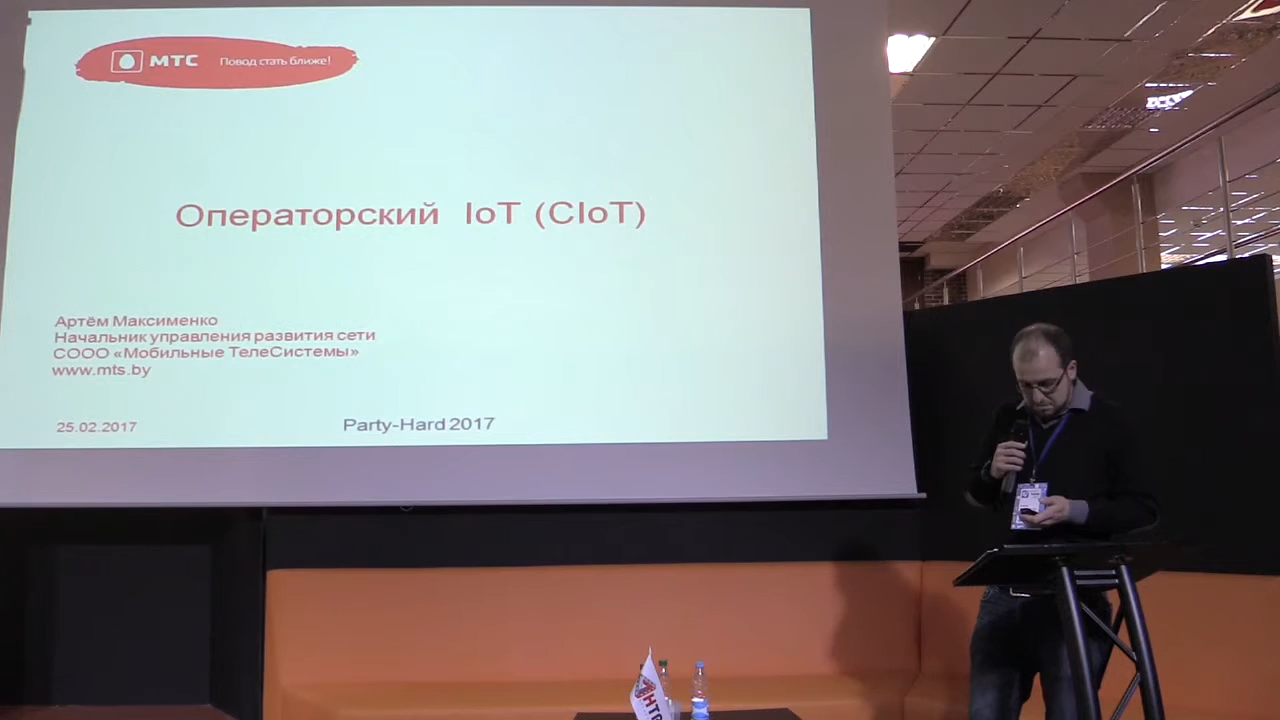 МТС Повод стать ближе!
Операторский IoT (CIoT)
Артём Максименко
Начальник управления развития сети
СООО «Мобильные ТелеСистемы»
www.mts.by
25.02.2017
Party-Hard 2017